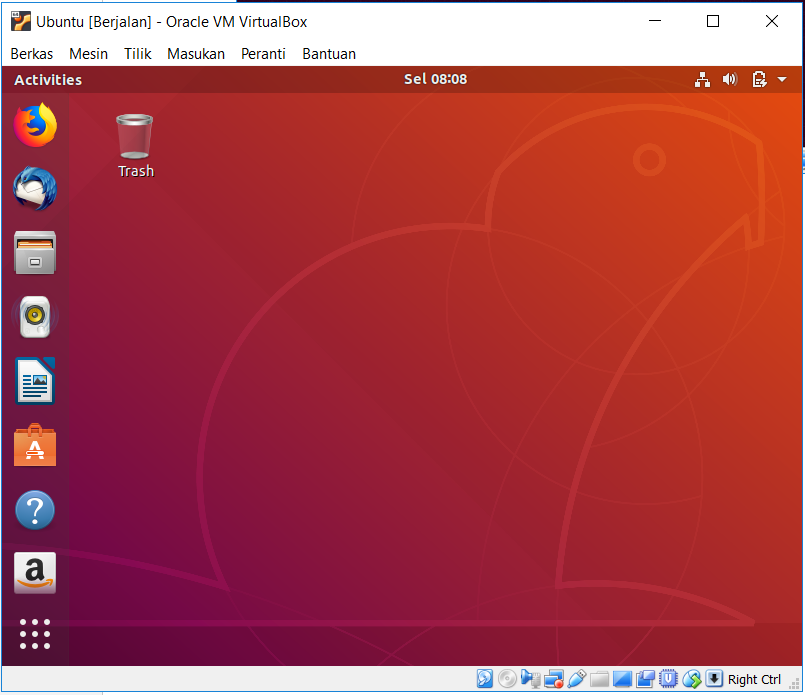 Ubuntu [Berjalan] - Oracle VM VirtualBox
Berkas Mesin Tilik Masukan Peranti Bantuan
Activities Sel 08:08
Trash
Right Ctrl